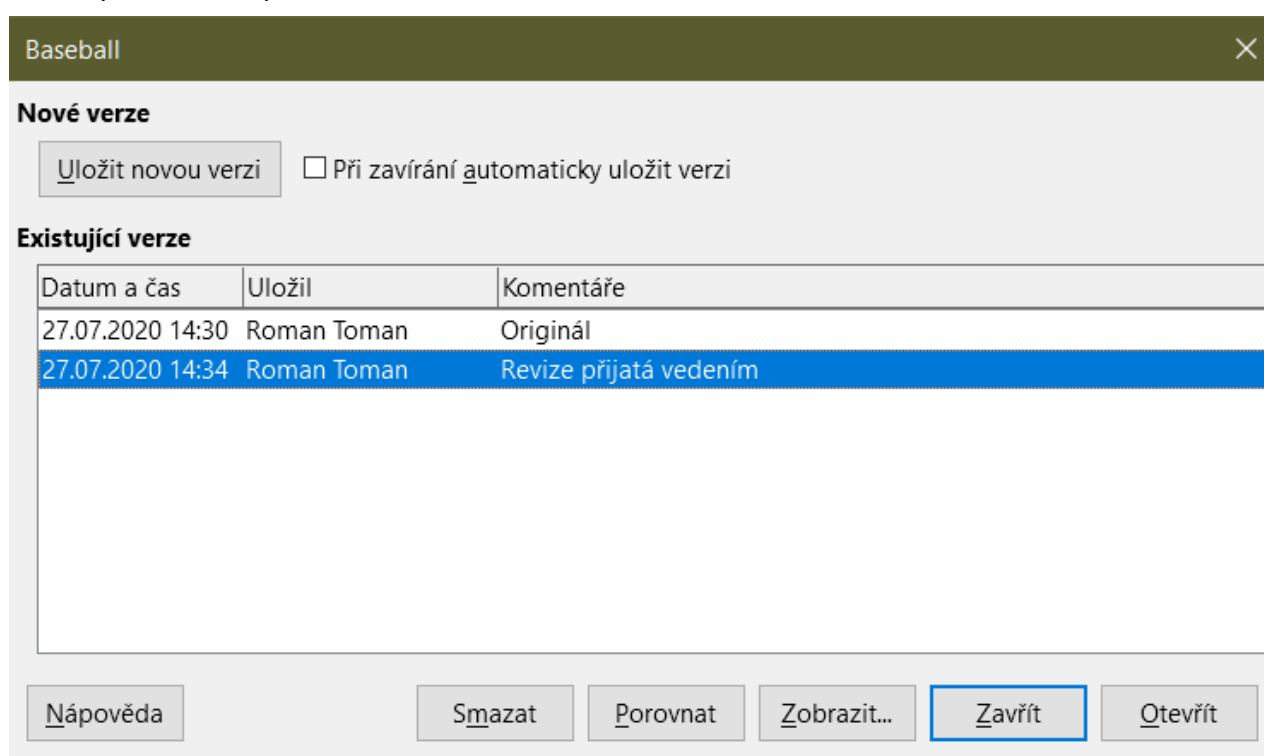 Baseball
Nové verze
Uložit novou verzi Při zavírání automaticky uložit verzi
Existující verze
Datum a čas Uložil Komentáře
27.07.2020 14:30 Roman Toman Originál
27.07.2020 14:34 Roman Toman Revize přijatá vedením
Nápověda Smazat Porovnat Zobrazit... Zavřít Otevřít